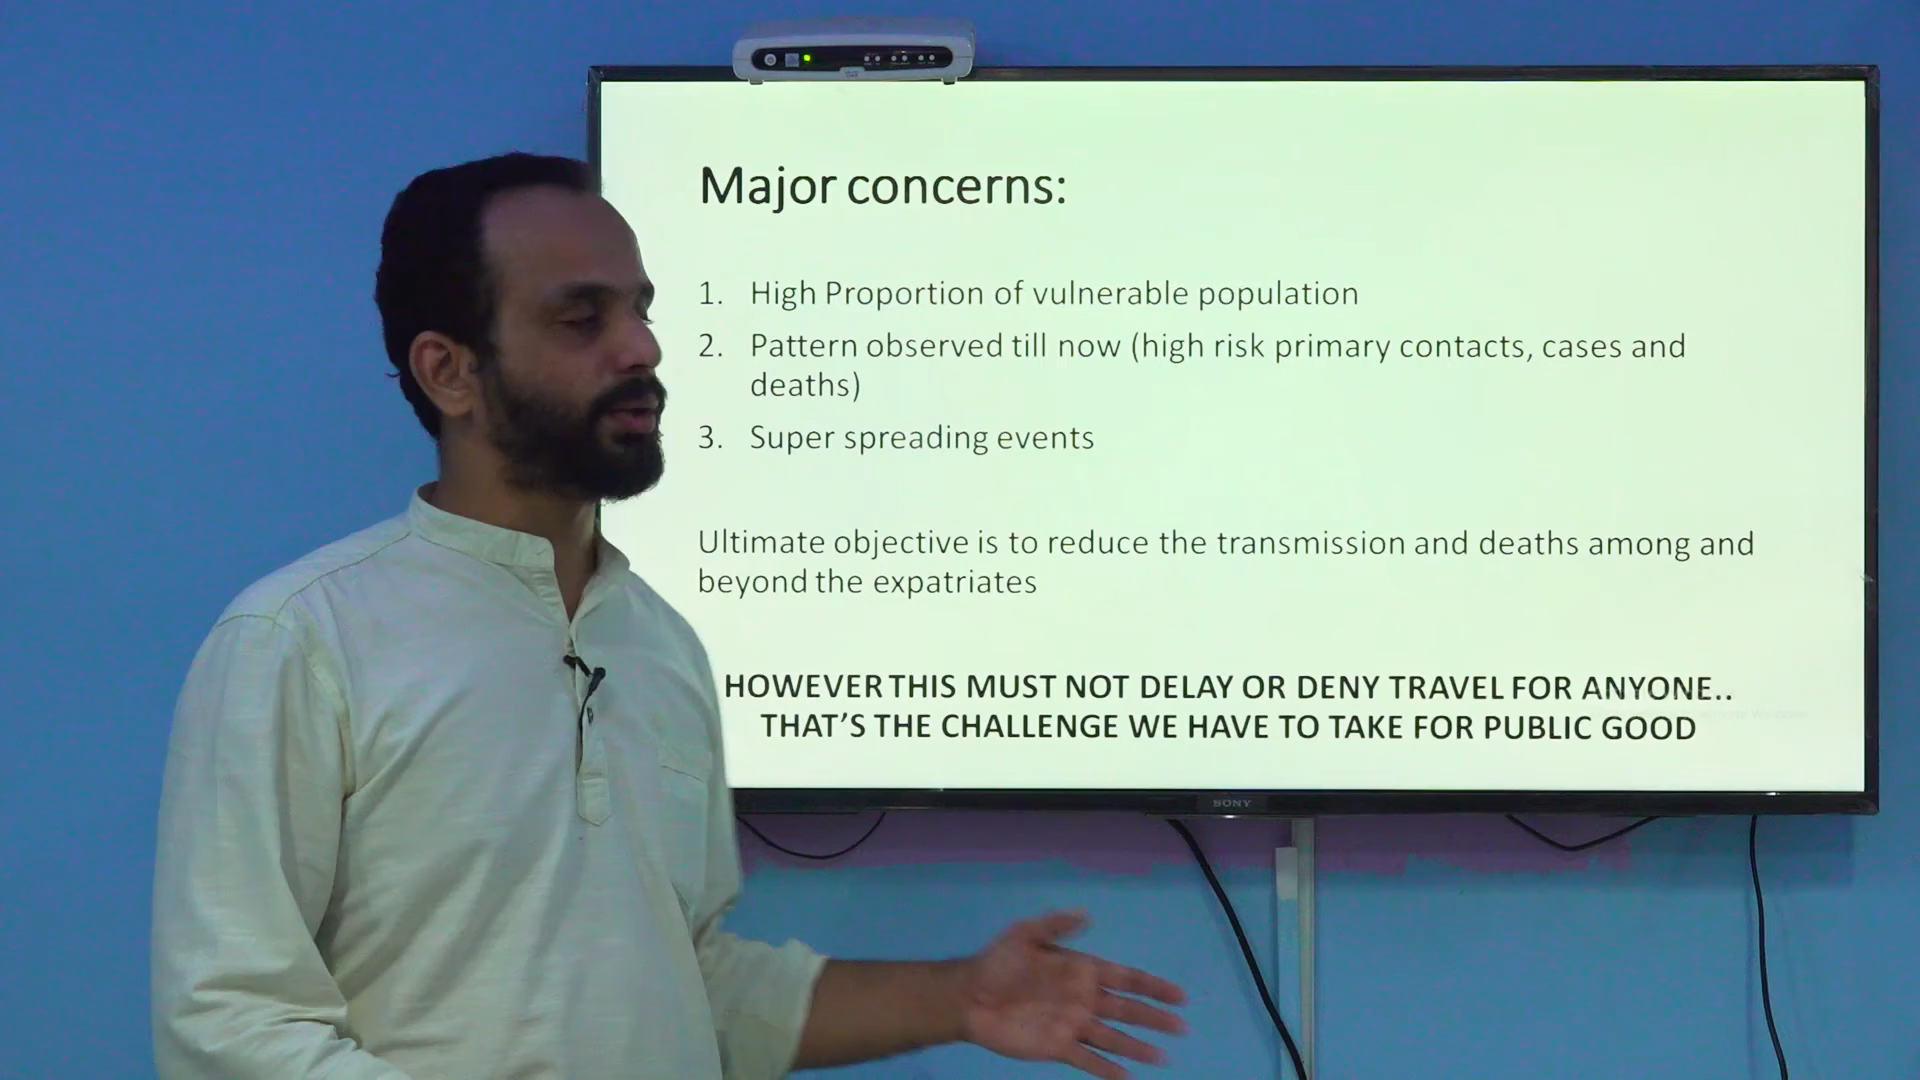 Major concerns:
1. High Proportion of vulnerable population
2. Pattern observed till now (high risk primary contacts, cases and
deaths)
3. Super spreading events
Ultimate objective is to reduce the transmission and deaths among and
beyond the expatriates
HOWEVER THIS MUST NOT DELAY OR DENY TRAVEL FOR ANYONE..
THAT’S THE CHALLENGE WE HAVE TO TAKE FOR PUBLIC GOOD
SONY